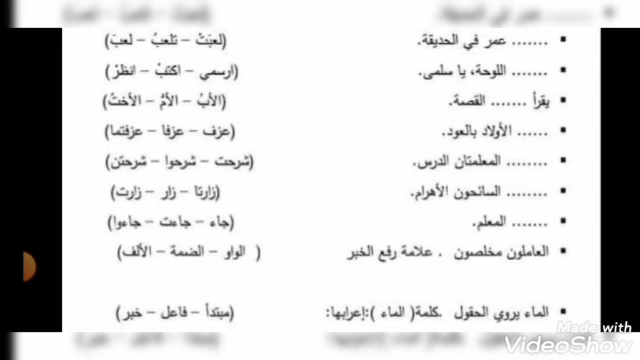 ....... عمر في الحديقة. (لعبَتْ – تلعبُ – لعبَ)
....... اللوحة، يا سلمى. (ارسمي – اكتبْ – انظرْ)
يقرأ ....... القصة. (الأبُ – الأمُّ – الأختُ)
...... الأولاد بالعود. (عزف – عزفا – عزفتما)
........ المعلمتان الدرس. (شرحت – شرحوا – شرحتن)
........ السائحون الأهرام. (زارتا – زار – زارت)
....... المعلم. (جاء – جاءت – جاءوا)
العاملون مخلصون . علامة رفع الخبر ( الواو – الضمة – الألف)
الماء يروي الحقول .كلمة( الماء ):إعرابها: (مبتدأ – فاعل – خبر)
Made with
VideoShow